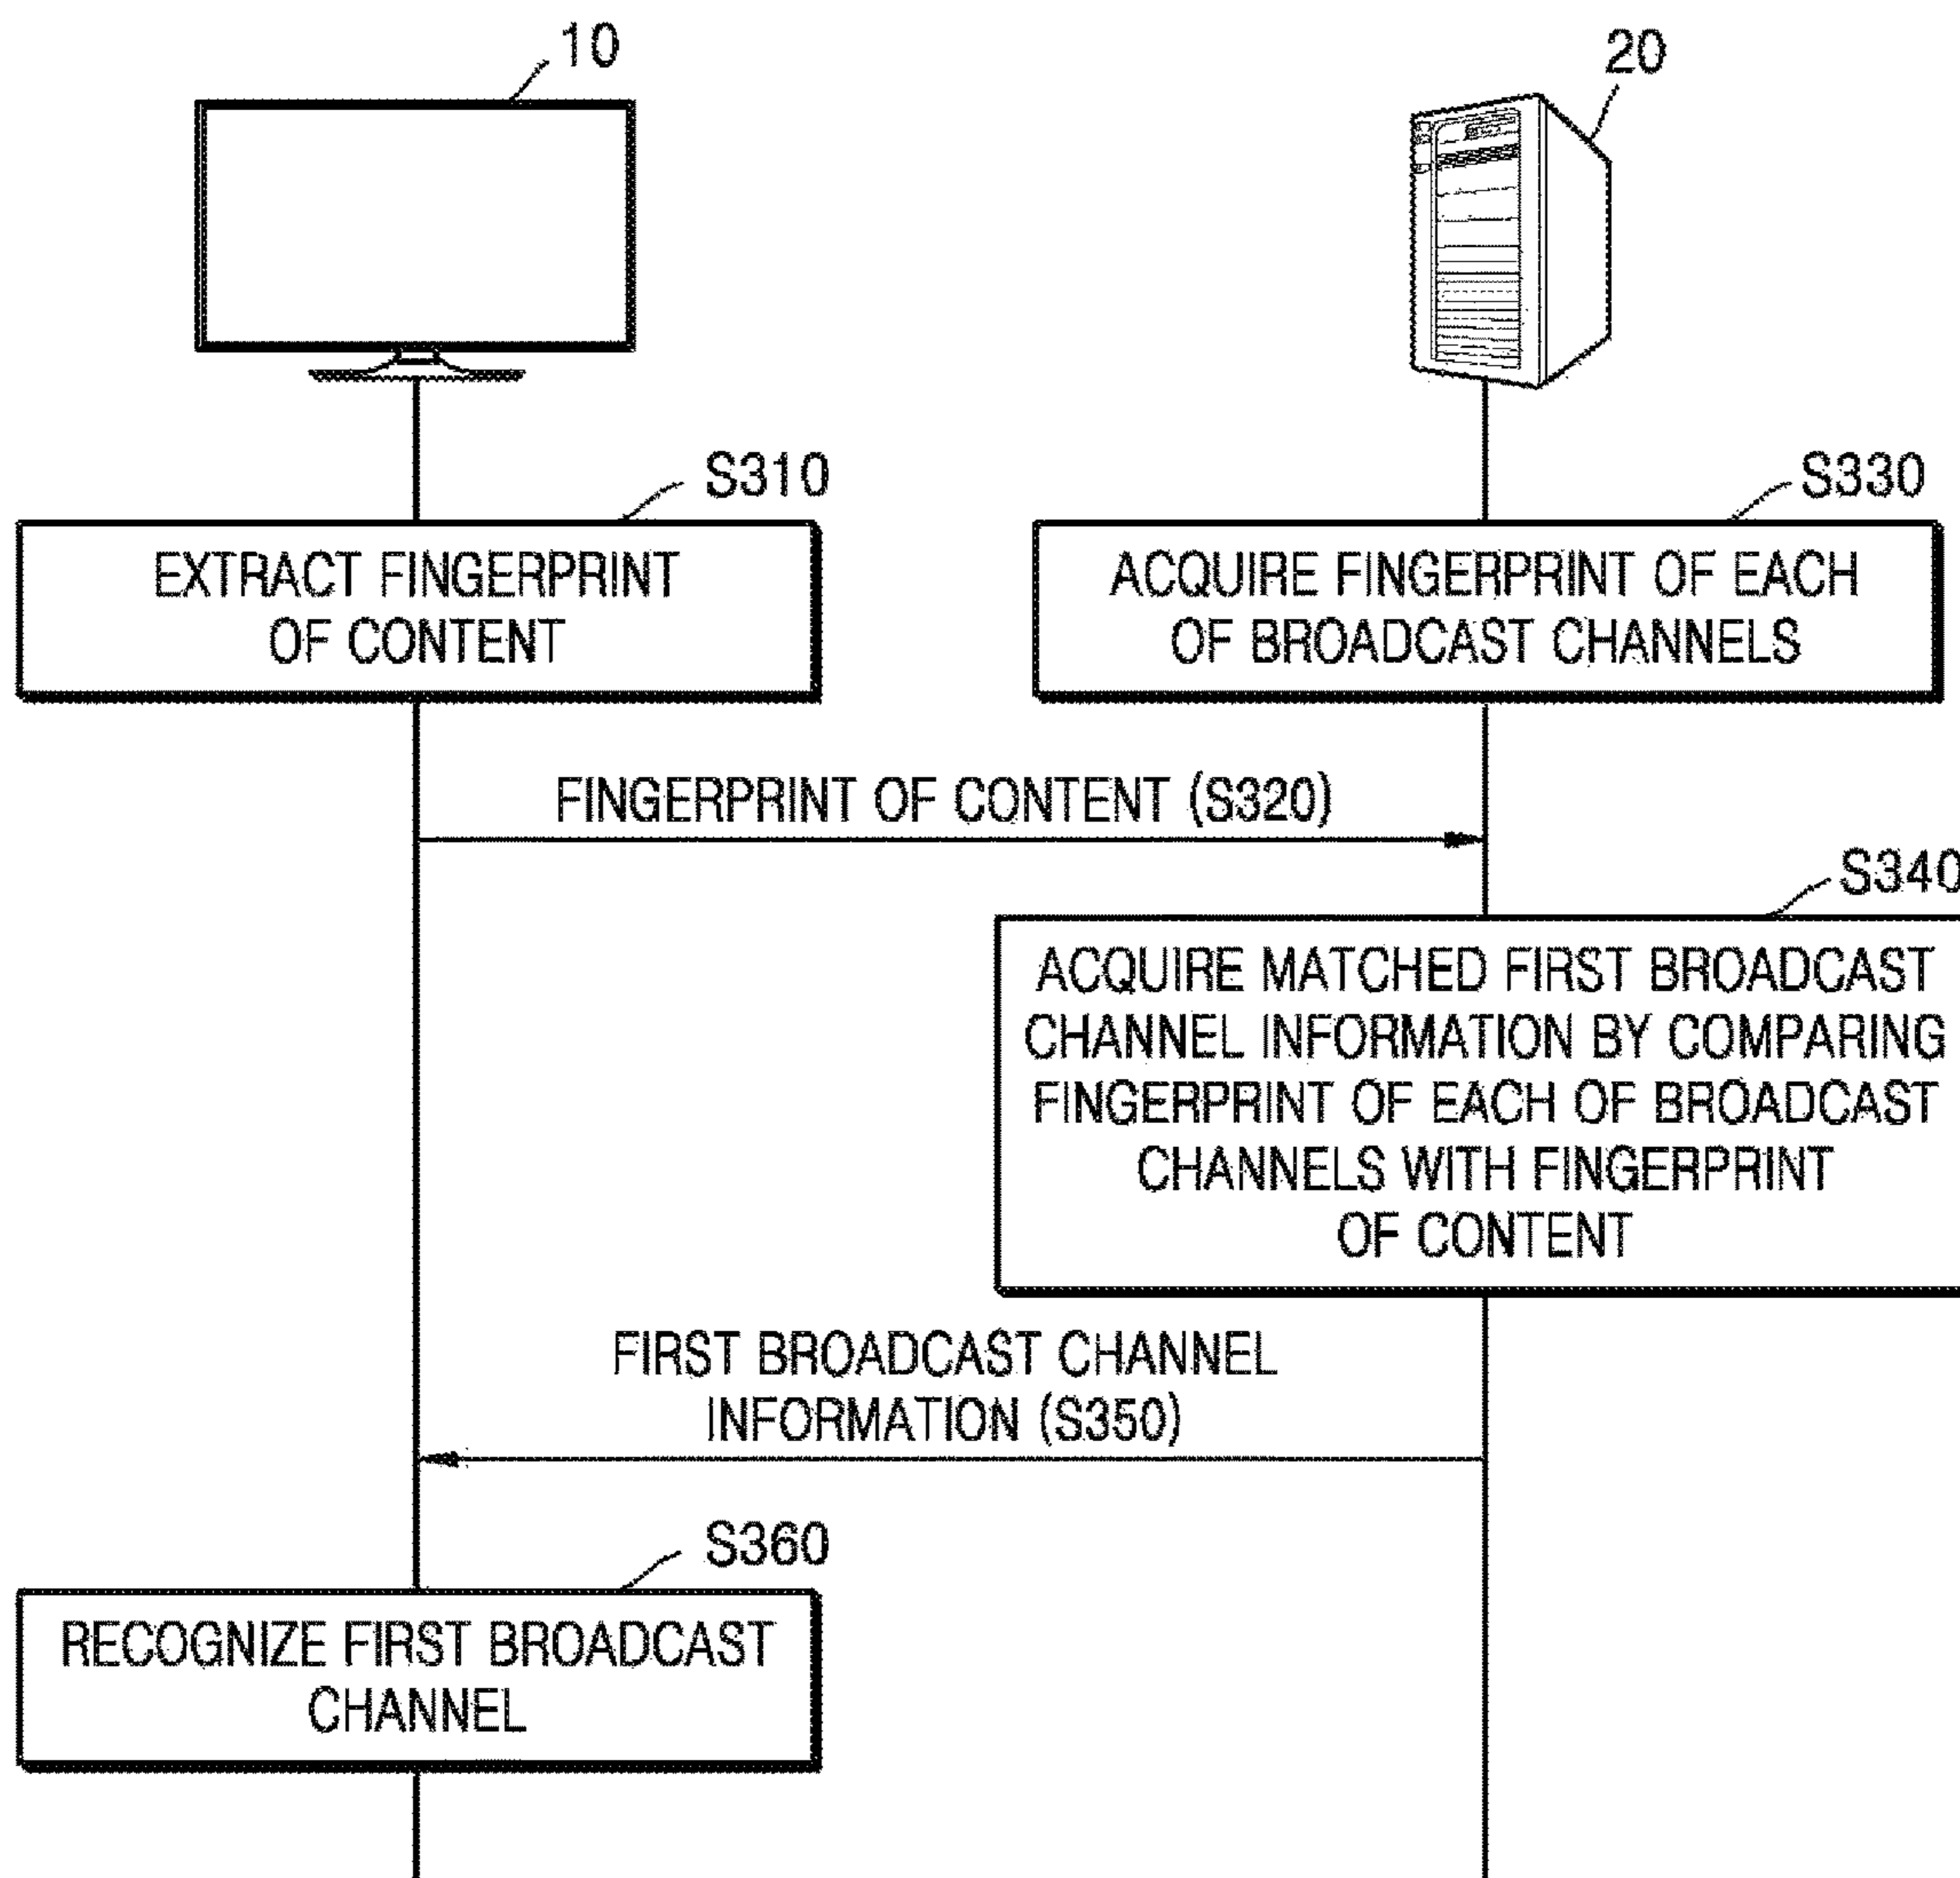 10
20
S310
EXTRACT FINGERPRINT
OF CONTENT
S330
ACQUIRE FINGERPRINT OF EACH
OF BROADCAST CHANNELS
FINGERPRINT OF CONTENT (S320)
S340
ACQUIRE MATCHED FIRST BROADCAST
CHANNEL INFORMATION BY COMPARING
FINGERPRINT OF EACH OF BROADCAST
CHANNELS WITH FINGERPRINT
OF CONTENT
FIRST BROADCAST CHANNEL
INFORMATION (S350)
S360
RECOGNIZE FIRST BROADCAST
CHANNEL